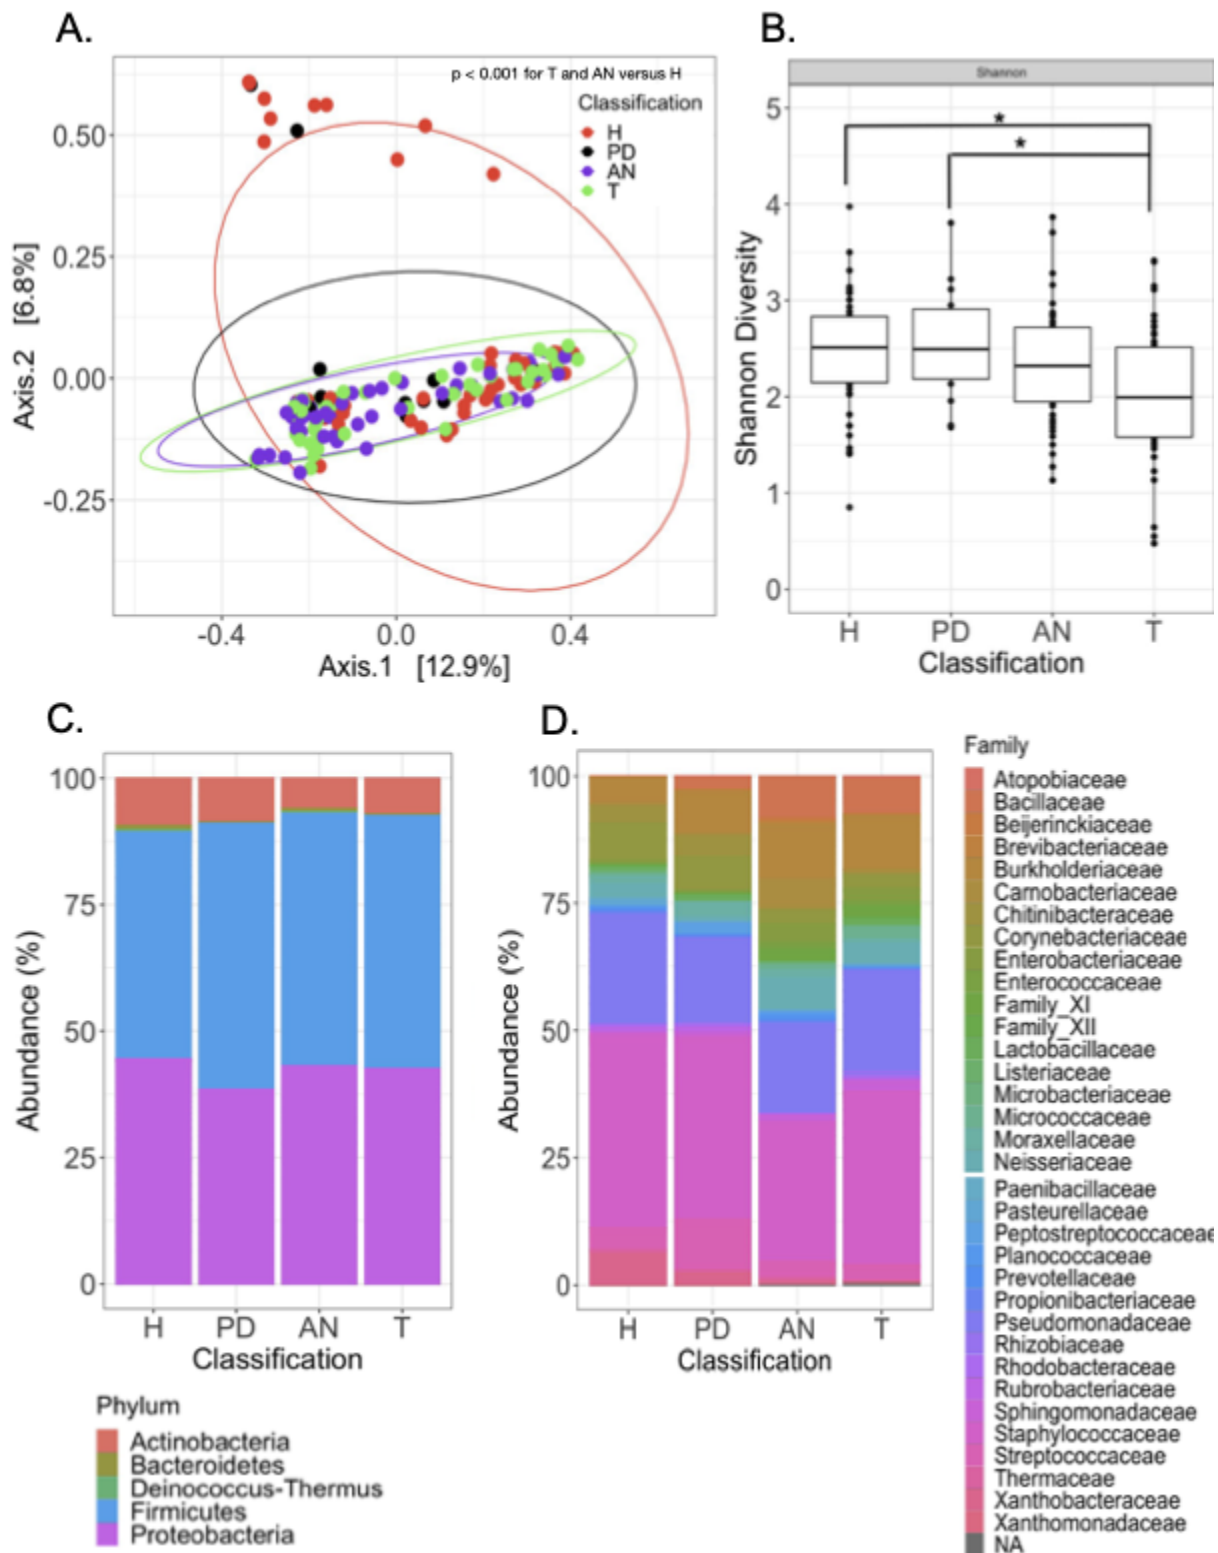 A.
p < 0.001 for T and AN versus H
Classification
H
PD
AN
T
0.50
0.25
0.00
-0.25
Axis.2 [6.8%]
-0.4
0.0
0.4
Axis.1 [12.9%]
B.
Shannon
*
*
5
4
3
2
1
0
Shannon Diversity
H
PD
AN
T
Classification
C.
100
75
50
25
0
Abundance (%)
H
PD
AN
T
Classification
Phylum
Actinobacteria
Bacteroidetes
Deinococcus-Thermus
Firmicutes
Proteobacteria
D.
100
75
50
25
0
Abundance (%)
H
PD
AN
T
Classification
Family
Atopobiaceae
Bacillaceae
Beijerinckiaceae
Brevibacteriaceae
Burkholderiaceae
Carnobacteriaceae
Chitinibacteraceae
Corynebacteriaceae
Enterobacteriaceae
Enterococcaceae
Family_XI
Family_XII
Lactobacillaceae
Listeriaceae
Microbacteriaceae
Micrococcaceae
Moraxellaceae
Neisseriaceae
Paenibacillaceae
Pasteurellaceae
Peptostreptococcaceae
Planococcaceae
Prevotellaceae
Propionibacteriaceae
Pseudomonadaceae
Rhizobiaceae
Rhodobacteraceae
Rubrobacteriaceae
Sphingomonadaceae
Staphylococcaceae
Streptococcaceae
Thermaceae
Xanthobacteraceae
Xanthomonadaceae
NA